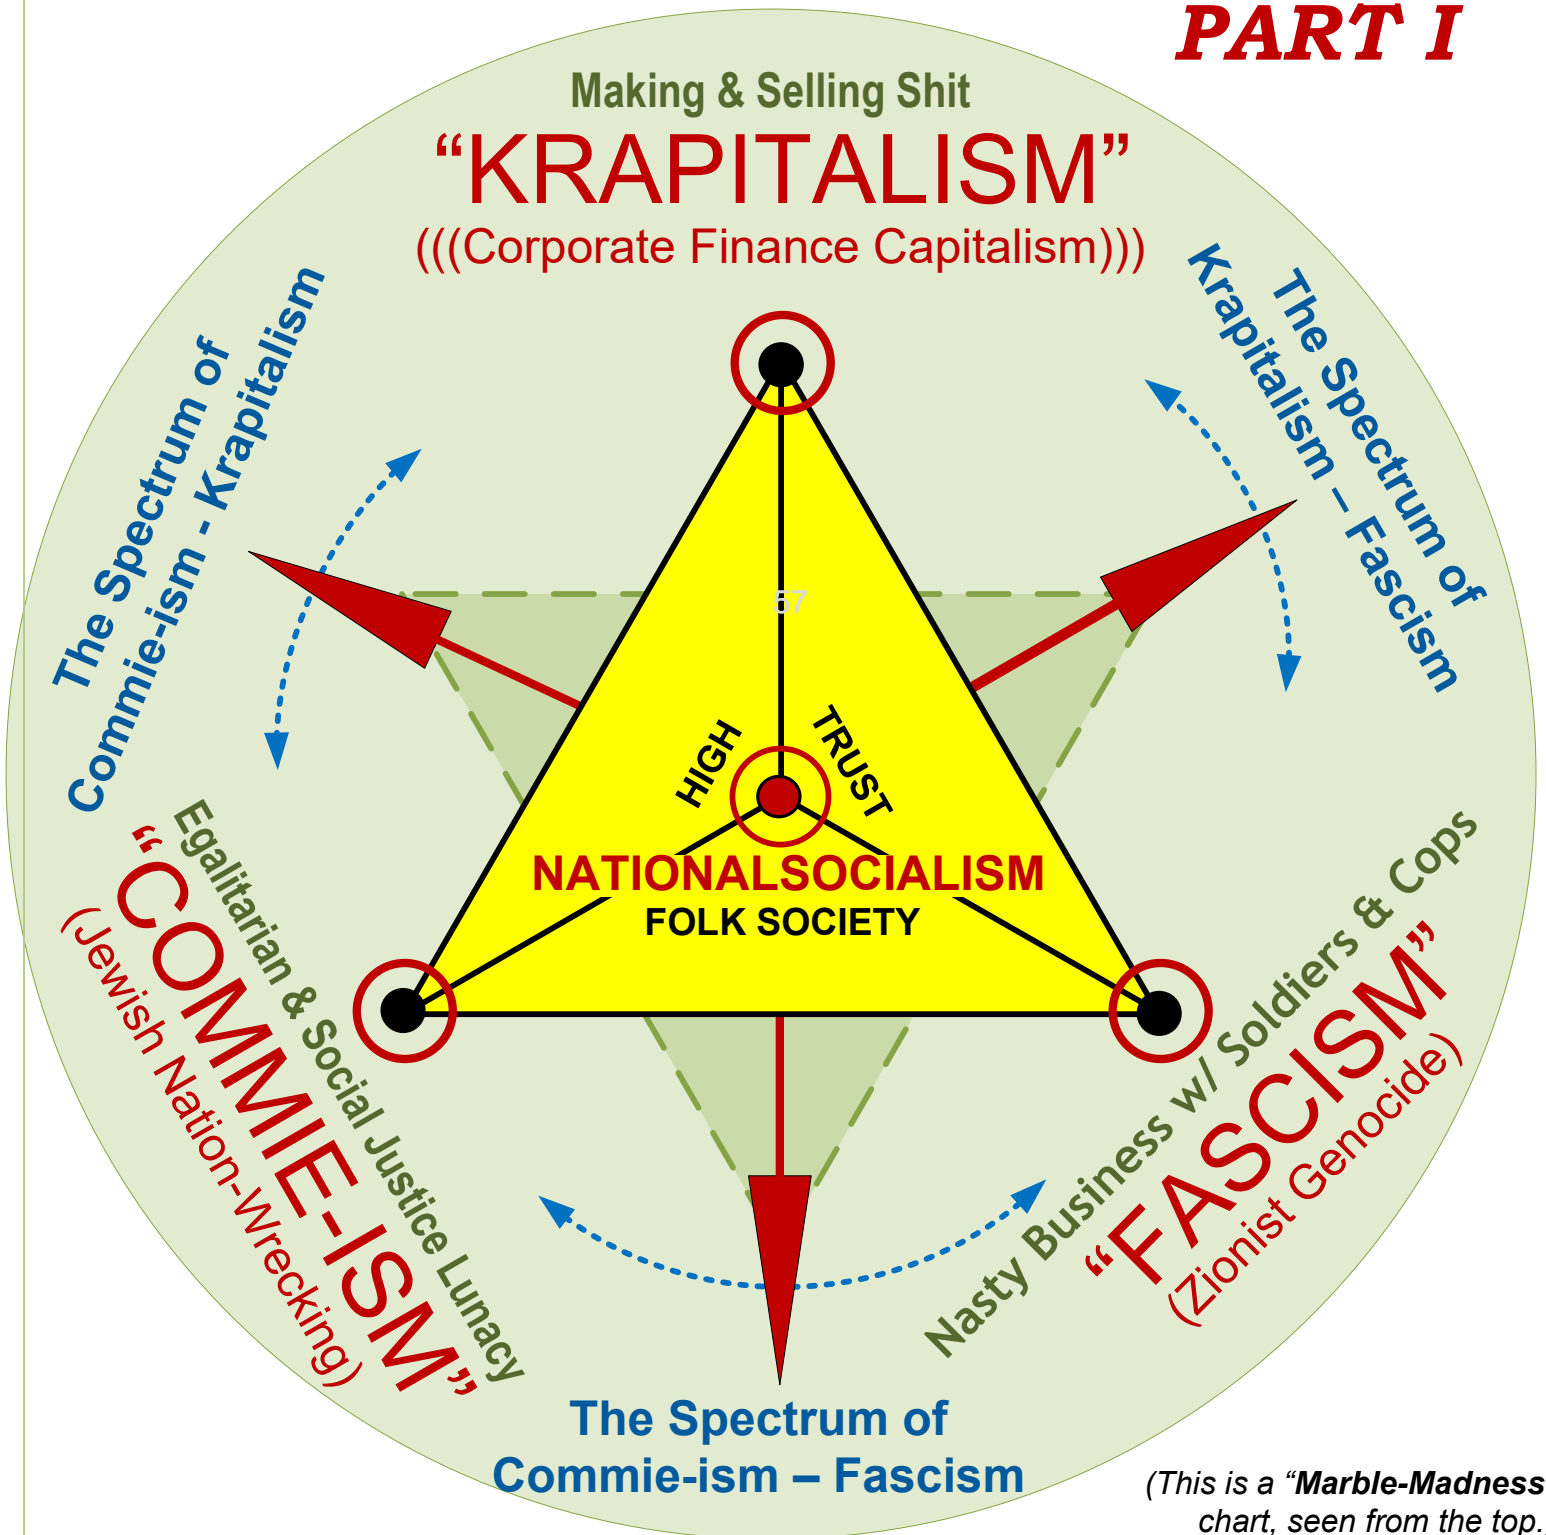 PART I
Making & Selling Shit
“KRAPITALISM”
(((Corporate Finance Capitalism)))
The Spectrum of
Commie-ism - Krapitalism
The Spectrum of
Krapitalism – Fascism
57
HIGH
TRUST
NATIONALSOCIALISM
FOLK SOCIETY
Egalitarian & Social Justice Lunacy
“COMMIE-ISM”
(Jewish Nation-Wrecking)
Nasty Business w/ Soldiers & Cops
“FASCISM”
(Zionist Genocide)
The Spectrum of
Commie-ism – Fascism
(This is a “Marble-Madness
chart, seen from the top.